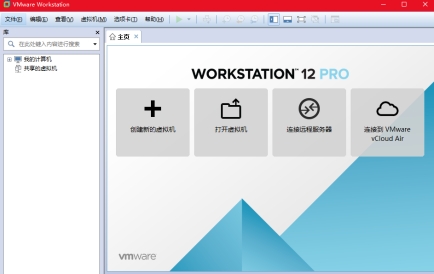 VMware Workstation
文件(F) 编辑(E) 查看(V) 虚拟机(M) 选项卡(T) 帮助(H)
库
在此处键入内容进行搜索
我的计算机
共享的虚拟机
主页
WORKSTATION™ 12 PRO
创建新的虚拟机
打开虚拟机
连接远程服务器
连接到 VMware
vCloud Air
vmware